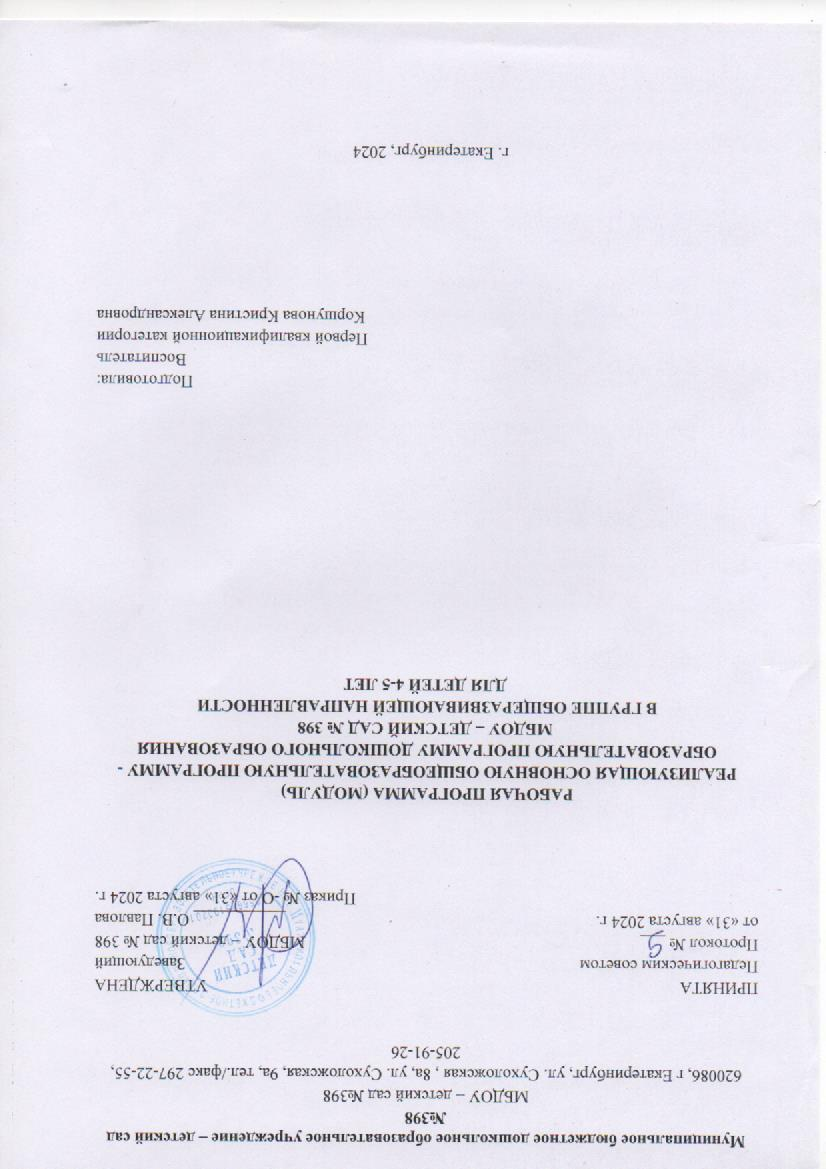 Муниципальное бюджетное дошкольное образовательное учреждение – детский сад
№398
МБДОУ – детский сад №398
620086, г Екатеринбург, ул. Сухоложская , 8а, ул. Сухоложская, 9а, тел./факс 297-22-55,
205-91-26
ПРИНЯТА
Педагогическим советом
Протокол №
от «31» августа 2024 г.
УТВЕРЖДЕНА
Заведующий
МБДОУ – детский сад № 398
О.В. Павлова
Приказ № -О от «31» августа 2024 г.
ДЕТСКИЙ
САД
РАБОЧАЯ ПРОГРАММА (МОДУЛЬ)
РЕАЛИЗУЮЩАЯ ОСНОВНУЮ ОБЩЕОБРАЗОВАТЕЛЬНУЮ ПРОГРАММУ -
ОБРАЗОВАТЕЛЬНУЮ ПРОГРАММУ ДОШКОЛЬНОГО ОБРАЗОВАНИЯ
МБДОУ – ДЕТСКИЙ САД № 398
В ГРУППЕ ОБЩЕРАЗВИВАЮЩЕЙ НАПРАВЛЕННОСТИ
ДЛЯ ДЕТЕЙ 4-5 ЛЕТ
Подготовила:
Воспитатель
Первой квалификационной категории
Коршунова Кристина Александровна
г. Екатеринбург, 2024